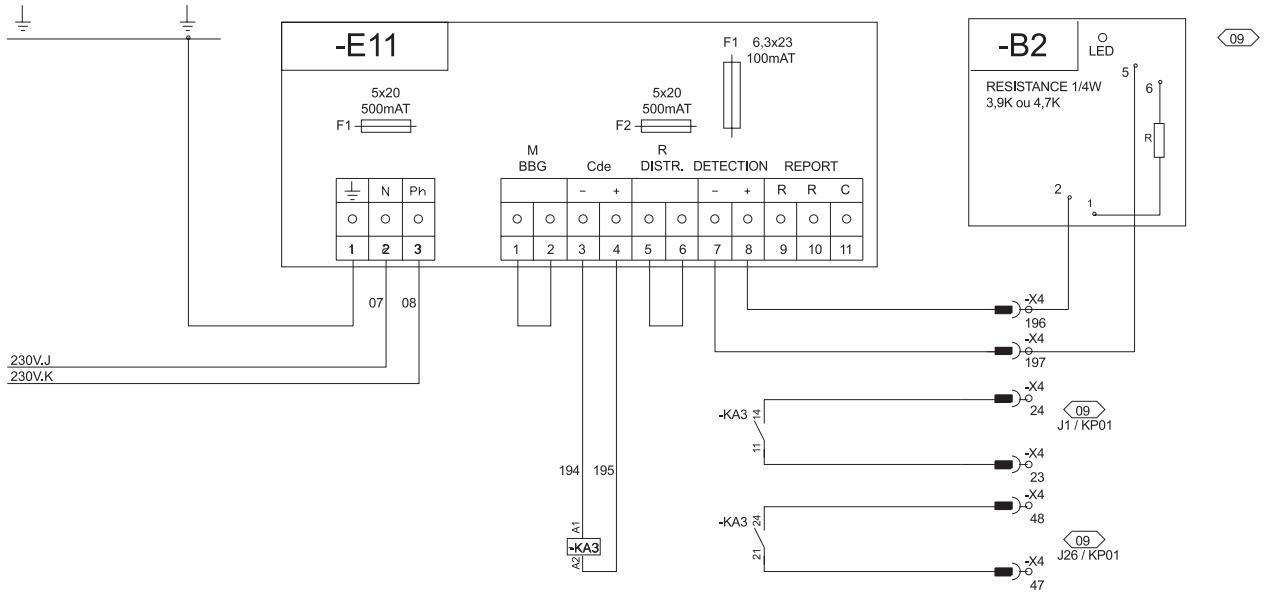 -E11
F1 6,3x23
100mAT
5x20
500mAT
F1
5x20
500mAT
F2
M
BBG
Cde
R
DISTR.
DETECTION
REPORT
N Ph
- + - + R R C
1 2 3
1 2 3 4 5 6 7 8 9 10 11
07 08
230V.J
230V.K
194 195
A1
-KA3
A2
-B2
LED
RESISTANCE 1/4W
3,9K ou 4,7K
5
6
R
2
1
09
-X4
196
-X4
197
-KA3
14
11
-X4
24
09
J1 / KP01
-X4
23
-KA3
24
21
-X4
48
09
J26 / KP01
-X4
47